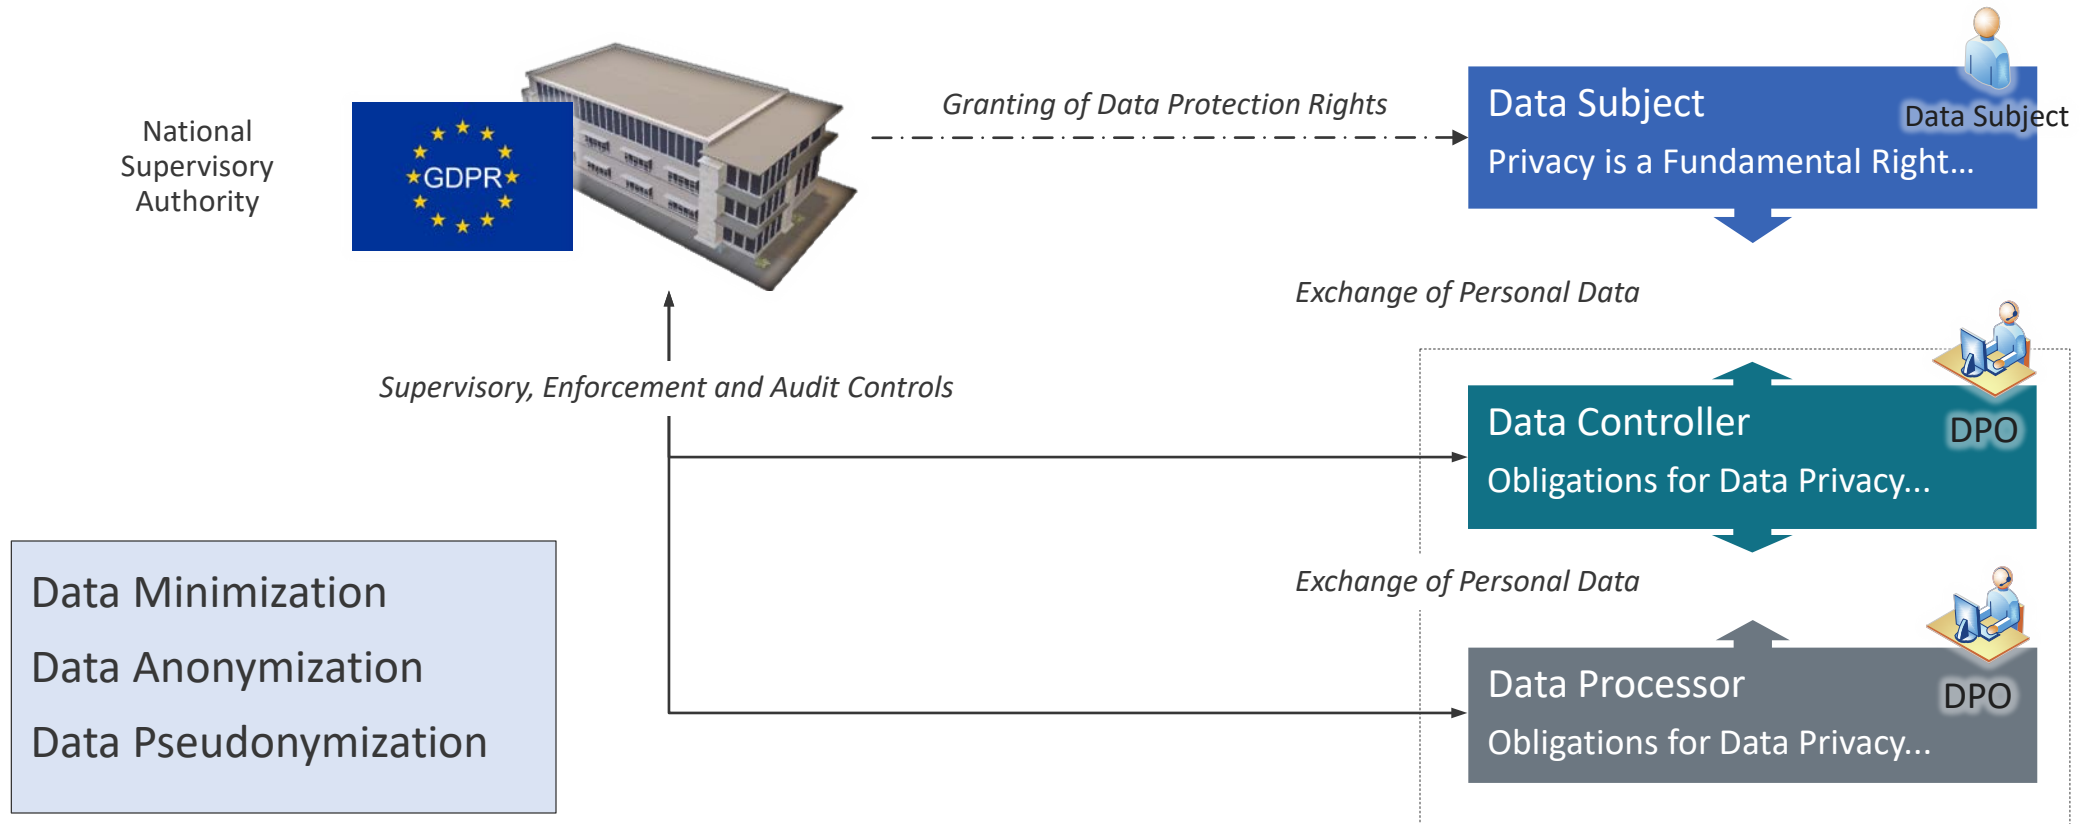 National
Supervisory
Authority
GDPR
Granting of Data Protection Rights
Data Subject
Data Subject
Privacy is a Fundamental Right...
Exchange of Personal Data
Supervisory, Enforcement and Audit Controls
Data Controller
DPO
Obligations for Data Privacy...
Exchange of Personal Data
Data Processor
DPO
Obligations for Data Privacy...
Data Minimization
Data Anonymization
Data Pseudonymization